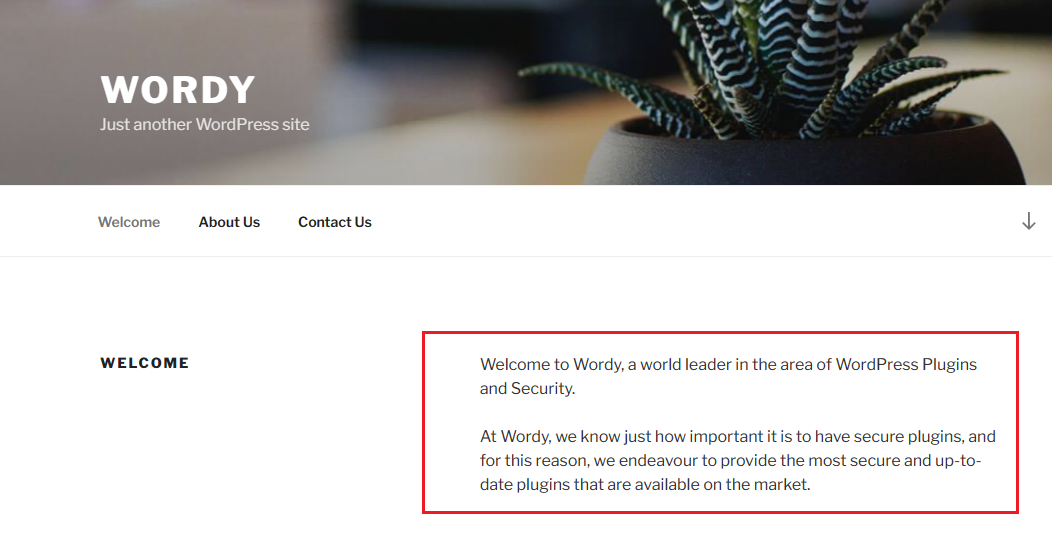 WORDY
Just another WordPress site
Welcome About Us Contact Us
WELCOME
Welcome to Wordy, a world leader in the area of WordPress Plugins
and Security.
At Wordy, we know just how important it is to have secure plugins, and
for this reason, we endeavour to provide the most secure and up-to-
date plugins that are available on the market.